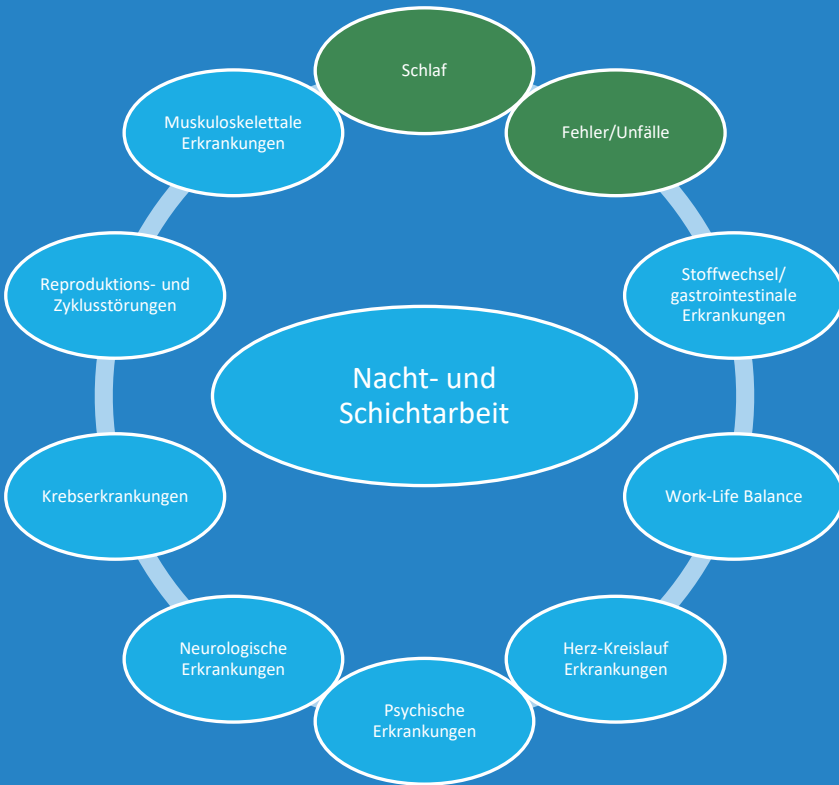 Schlaf
Fehler/Unfälle
Stoffwechsel/
gastrointestinale
Erkrankungen
Work-Life Balance
Herz-Kreislauf
Erkrankungen
Psychische
Erkrankungen
Neurologische
Erkrankungen
Krebserkrankungen
Reproduktions- und
Zyklusstörungen
Muskuloskelettale
Erkrankungen
Nacht- und
Schichtarbeit